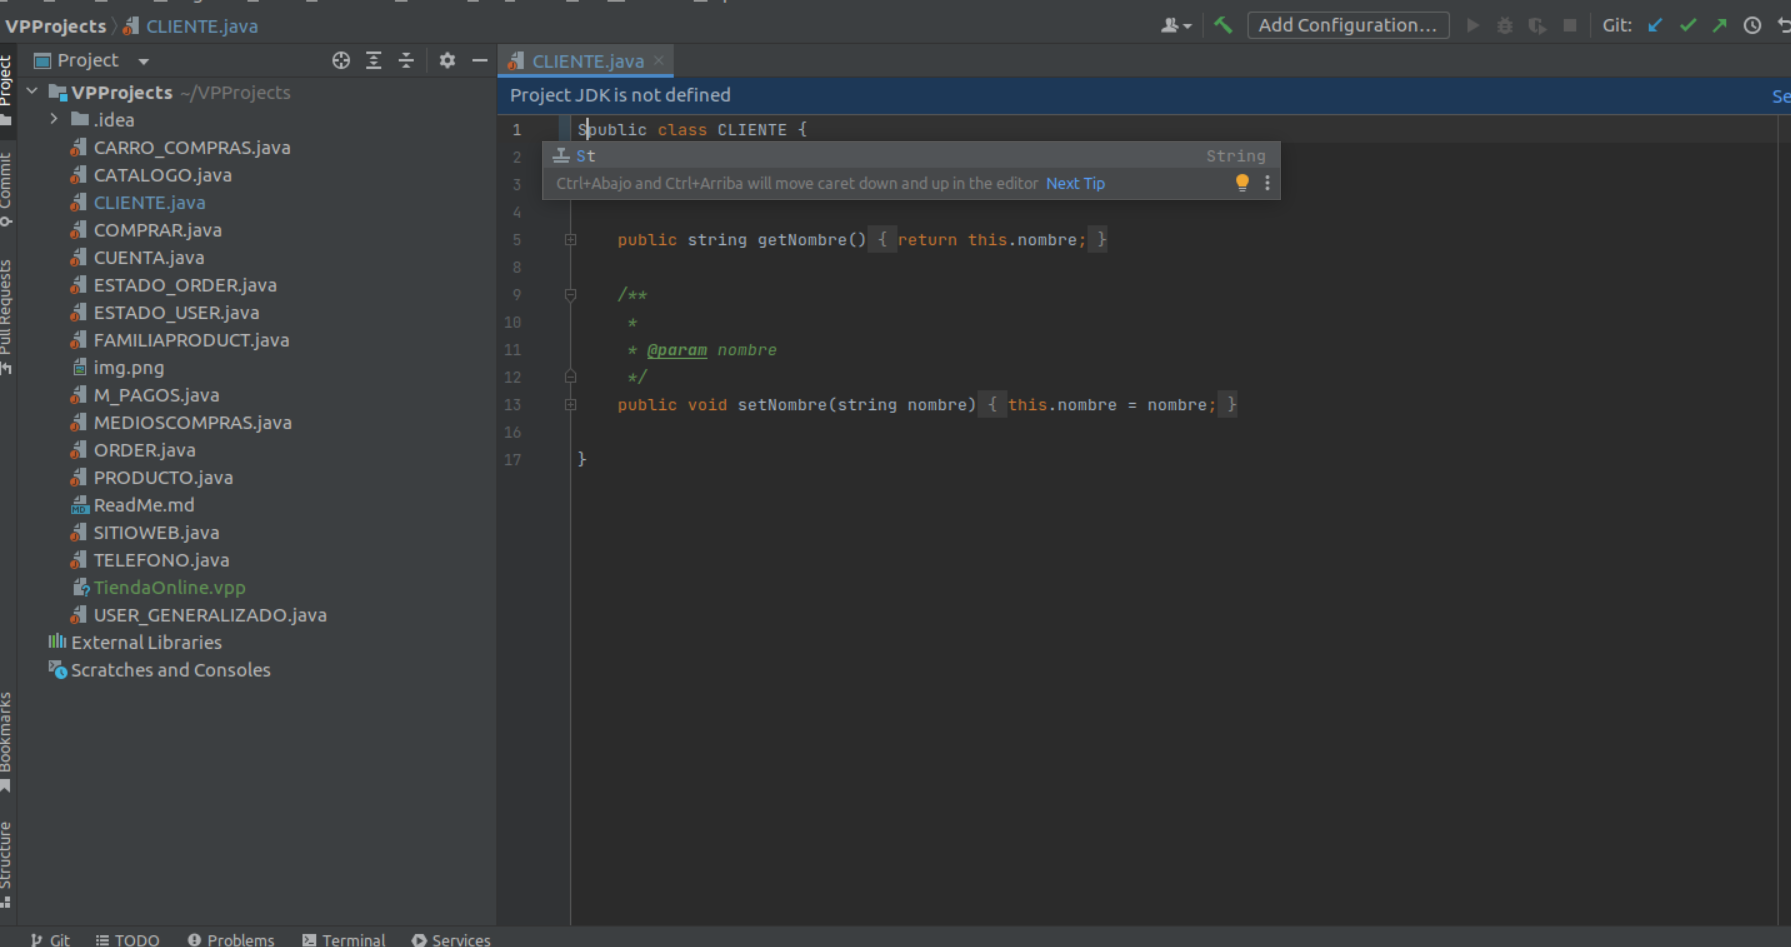 VPProjects CLIENTE.java
Add Configuration... Git:
Project
CLIENTE.java
Project JDK is not defined
VPProjects ~/VPProjects
.idea
CARRO_COMPRAS.java
CATALOGO.java
CLIENTE.java
COMPRAR.java
CUENTA.java
ESTADO_ORDER.java
ESTADO_USER.java
FAMILIAPRODUCT.java
img.png
M_PAGOS.java
MEDIOSCOMPRAS.java
ORDER.java
PRODUCTO.java
ReadMe.md
SITIOWEB.java
TELEFONO.java
TiendaOnline.vpp
USER_GENERALIZADO.java
External Libraries
Scratches and Consoles
1 Spublic class CLIENTE {
St String
2
Ctrl+Abajo and Ctrl+Arriba will move caret down and up in the editor Next Tip
3
4
5 public string getNombre() { return this.nombre; }
8
9 /**
10 *
11 * @param nombre
12 */
13 public void setNombre(string nombre) { this.nombre = nombre; }
16
17 }
Project
Commit
Pull Requests
Bookmarks
Structure
Git TODO Problems Terminal Services